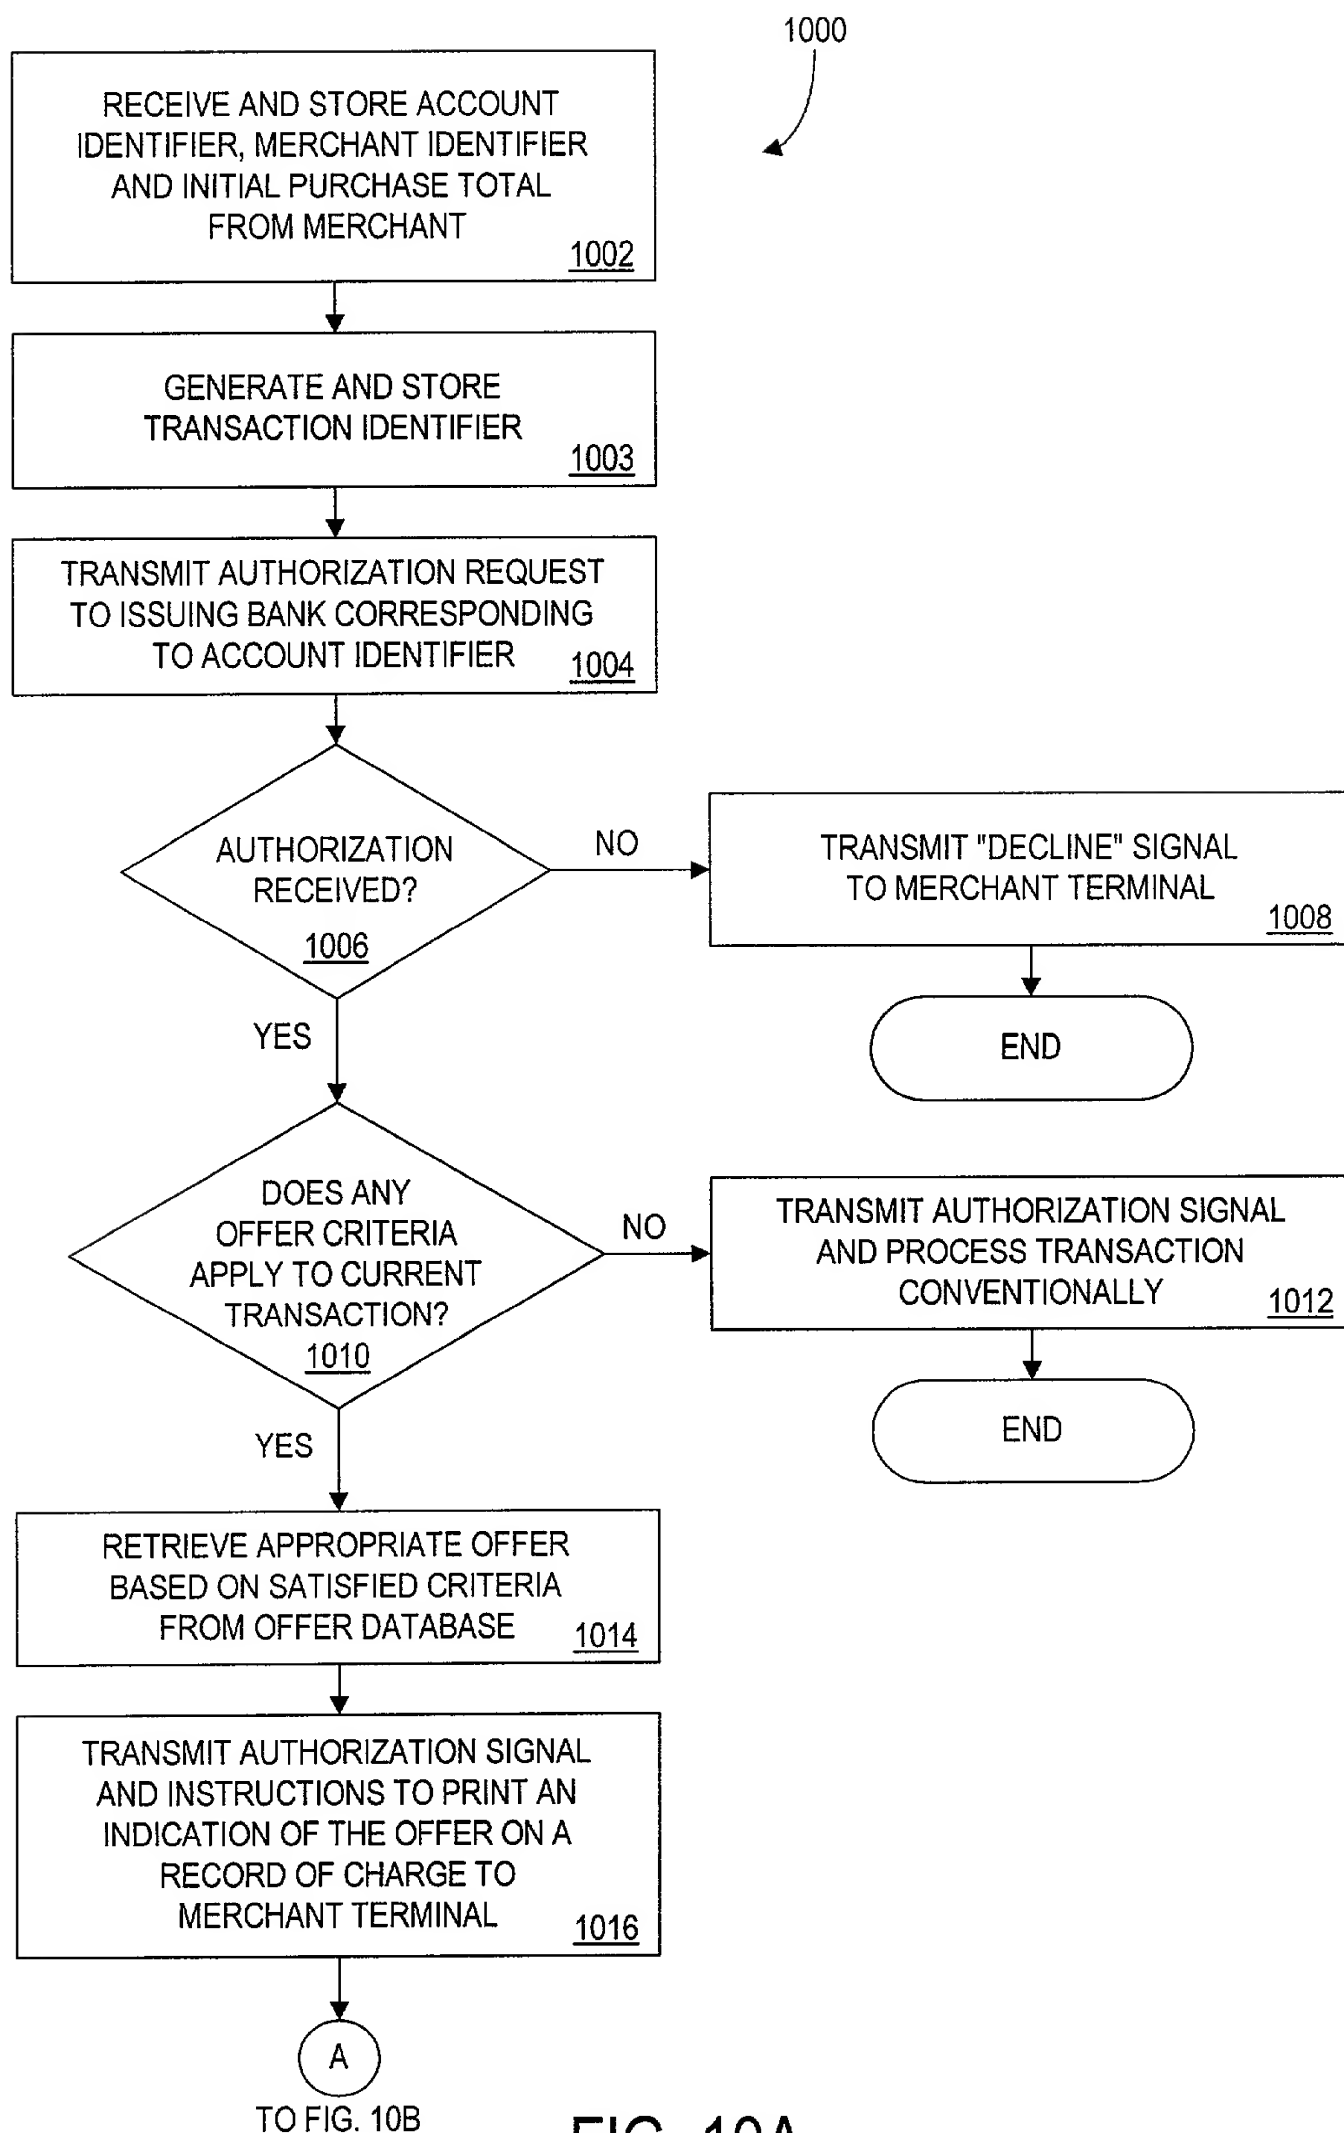 1000
RECEIVE AND STORE ACCOUNT
IDENTIFIER, MERCHANT IDENTIFIER
AND INITIAL PURCHASE TOTAL
FROM MERCHANT
1002
GENERATE AND STORE
TRANSACTION IDENTIFIER
1003
TRANSMIT AUTHORIZATION REQUEST
TO ISSUING BANK CORRESPONDING
TO ACCOUNT IDENTIFIER
1004
AUTHORIZATION
RECEIVED?
1006
NO
TRANSMIT "DECLINE" SIGNAL
TO MERCHANT TERMINAL
1008
END
YES
DOES ANY
OFFER CRITERIA
APPLY TO CURRENT
TRANSACTION?
1010
NO
TRANSMIT AUTHORIZATION SIGNAL
AND PROCESS TRANSACTION
CONVENTIONALLY
1012
END
YES
RETRIEVE APPROPRIATE OFFER
BASED ON SATISFIED CRITERIA
FROM OFFER DATABASE
1014
TRANSMIT AUTHORIZATION SIGNAL
AND INSTRUCTIONS TO PRINT AN
INDICATION OF THE OFFER ON A
RECORD OF CHARGE TO
MERCHANT TERMINAL
1016
A
TO FIG. 10B
FIG. 10A